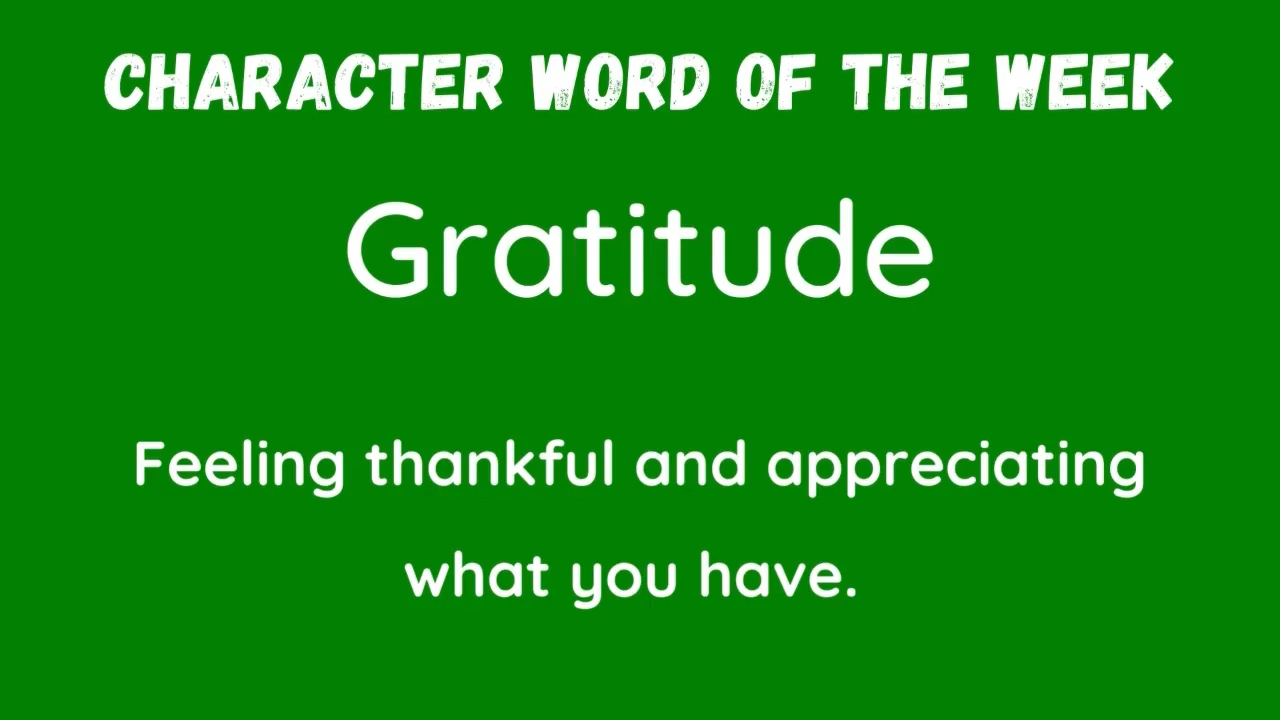 CHARACTER WORD OF THE WEEK
Gratitude
Feeling thankful and appreciating
what you have.